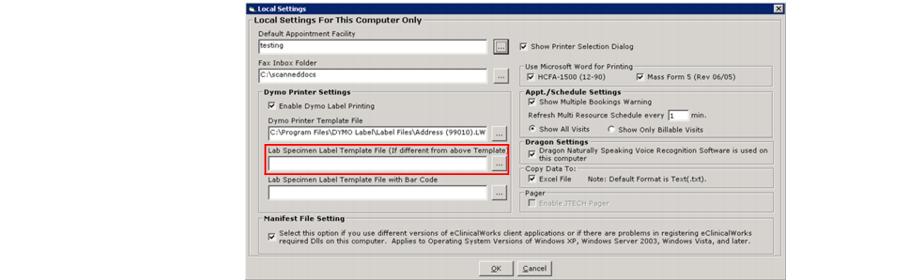 Local Settings
Local Settings For This Computer Only
Default Appointment Facility
testing
...
Show Printer Selection Dialog
Fax Inbox Folder
C:\scanneddocs
...
Use Microsoft Word for Printing
HCFA-1500 (12-90)
Mass Form 5 (Rev 06/05)
Dymo Printer Settings
Enable Dymo Label Printing
Dymo Printer Template File
C:\Program Files\DYMO Label\Label Files\Address (99010).LW
...
Lab Specimen Label Template File (If different from above Template
...
Lab Specimen Label Template File with Bar Code
...
Appt./Schedule Settings
Show Multiple Bookings Warning
Refresh Multi Resource Schedule every 1 min.
Show All Visits
Show Only Billable Visits
Dragon Settings
Dragon Naturally Speaking Voice Recognition Software is used on
this computer
Copy Data To:
Excel File
Note: Default Format is Text(.txt).
Pager
Enable JTECH Pager
Manifest File Setting
Select this option if you use different versions of eClinicalWorks client applications or if there are problems in registering eClinicalWorks
required Dlls on this computer. Applies to Operating System Versions of Windows XP, Windows Server 2003, Windows Vista, and later.
OK
Cancel